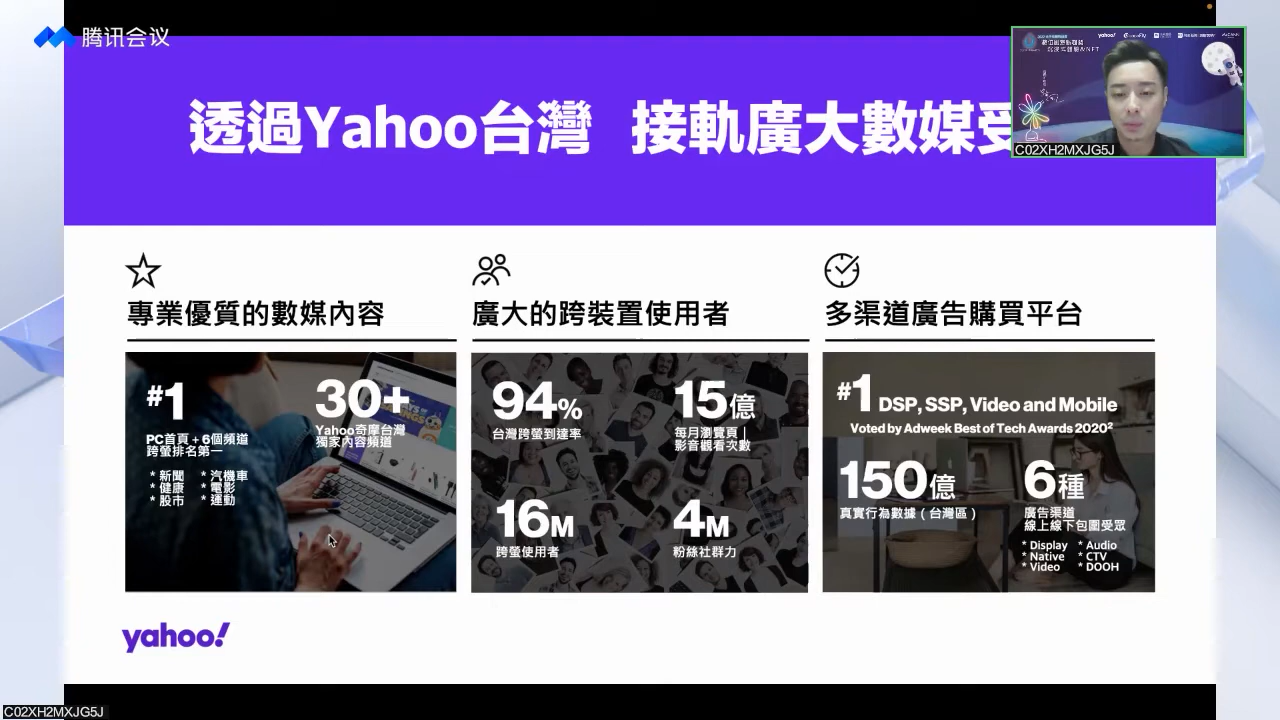 腾讯会议
透過Yahoo台灣 接軌廣大數媒受
yahoo!
C02XH2MXJG5J
專業優質的數媒內容
#1
PC首頁+6個頻道
跨螢排名第一
* 新聞 * 汽機車
* 健康 * 電影
* 股市 * 運動
30+
Yahoo奇摩台灣
獨家內容頻道
廣大的跨裝置使用者
94%
台灣跨螢到達率
15億
每月瀏覽頁 |
影音觀看次數
16M
跨螢使用者
4M
粉絲社群力
多渠道廣告購買平台
#1 DSP, SSP, Video and Mobile
Voted by Adweek Best of Tech Awards 2020²
150億
真實行為數據 ( 台灣區 )
6種
廣告渠道
線上線下包圍受眾
* Display * Audio
* Native * CTV
* Video * DOOH
yahoo!
C02XH2MXJG5J